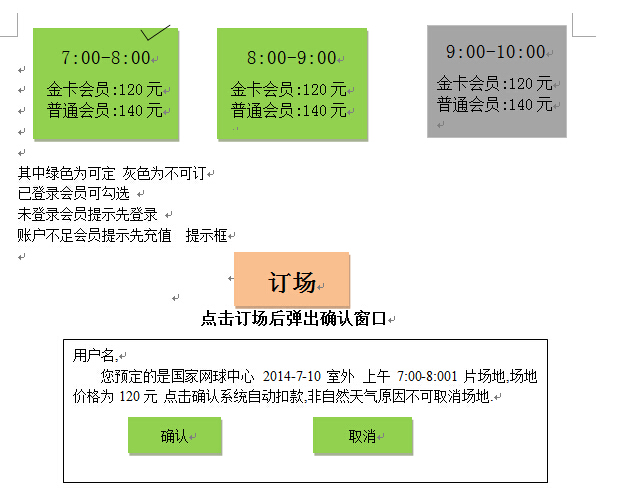 7:00-8:00 8:00-9:00 9:00-10:00
金卡会员:120 元 金卡会员:120 元 金卡会员:120 元
普通会员:140 元 普通会员:140 元 普通会员:140 元
其中绿色为可定 灰色为不可订
已登录会员可勾选
未登录会员提示先登录
账户不足会员提示先充值 提示框
订场
点击订场后弹出确认窗口
用户名,
您预定的是国家网球中心 2014-7-10 室外 上午 7:00-8:001 片场地,场地
价格为 120 元 点击确认系统自动扣款,非自然天气原因不可取消场地.
确认 取消